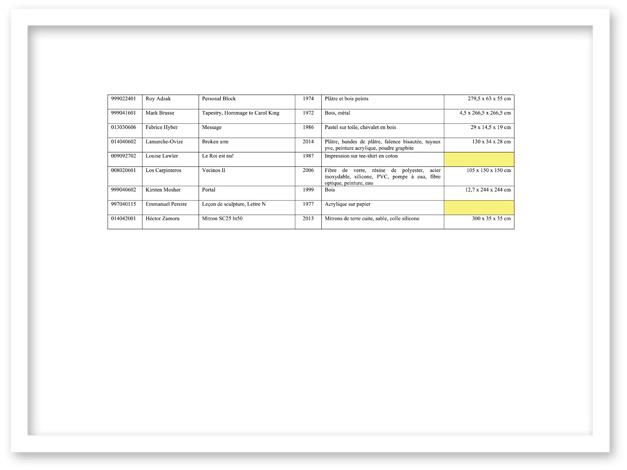 999022401 Roy Adzak Personal Block 1974 Plâtre et bois peints 279,5 x 63 x 55 cm
999041601 Mark Brusse Tapestry, Hommage to Carol King 1972 Bois, métal 4,5 x 266,5 x 266,5 cm
013030606 Fabrice Hyber Message 1986 Pastel sur toile, chevalet en bois 29 x 14,5 x 19 cm
014040602 Lamarche-Ovize Broken arm 2014 Plâtre, bandes de plâtre, faïence bisautée, tuyaux 130 x 34 x 28 cm
pvc, peinture acrylique, poudre graphite
009092702 Louise Lawler Le Roi est nu! 1987 Impression sur tee-shirt en coton
008020601 Los Carpinteros Vecinos II 2006 Fibre de verre, résine de polyester, acier 105 x 150 x 150 cm
inoxydable, silicone, PVC, pompe à eau, fibre
optique, peinture, eau
999040602 Kirsten Mosher Portal 1999 Bois 12,7 x 244 x 244 cm
997040115 Emmanuel Pereire Leçon de sculpture, Lettre N 1977 Acrylique sur papier
014042001 Héctor Zamora Mitron SC25 ht50 2013 Mitrons de terre cuite, sable, colle silicone 300 x 35 x 35 cm